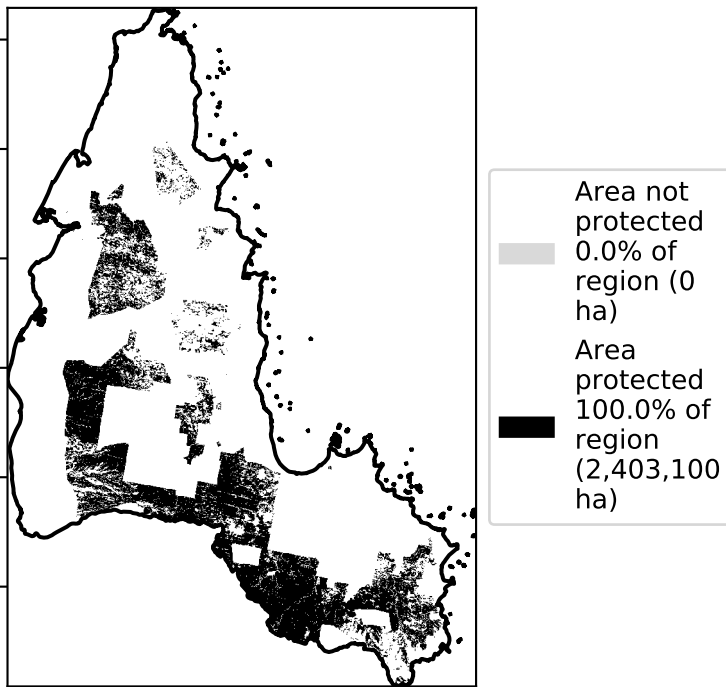 Area not
protected
0.0% of
region (0
ha)
Area
protected
100.0% of
region
(2,403,100
ha)